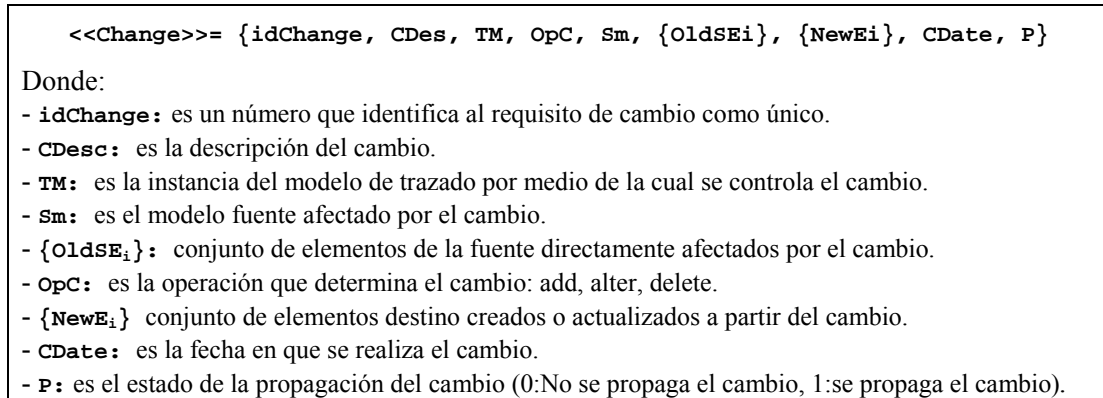 <<Change>>= {idChange, CDes, TM, OpC, Sm, {OldSEi}, {NewEi}, CDate, P}
Donde:
- idChange: es un número que identifica al requisito de cambio como único.
- CDesc: es la descripción del cambio.
- TM: es la instancia del modelo de trazado por medio de la cual se controla el cambio.
- Sm: es el modelo fuente afectado por el cambio.
- {OldSEi}: conjunto de elementos de la fuente directamente afectados por el cambio.
- OpC: es la operación que determina el cambio: add, alter, delete.
- {NewEi} conjunto de elementos destino creados o actualizados a partir del cambio.
- CDate: es la fecha en que se realiza el cambio.
- P: es el estado de la propagación del cambio (0:No se propaga el cambio, 1:se propaga el cambio).